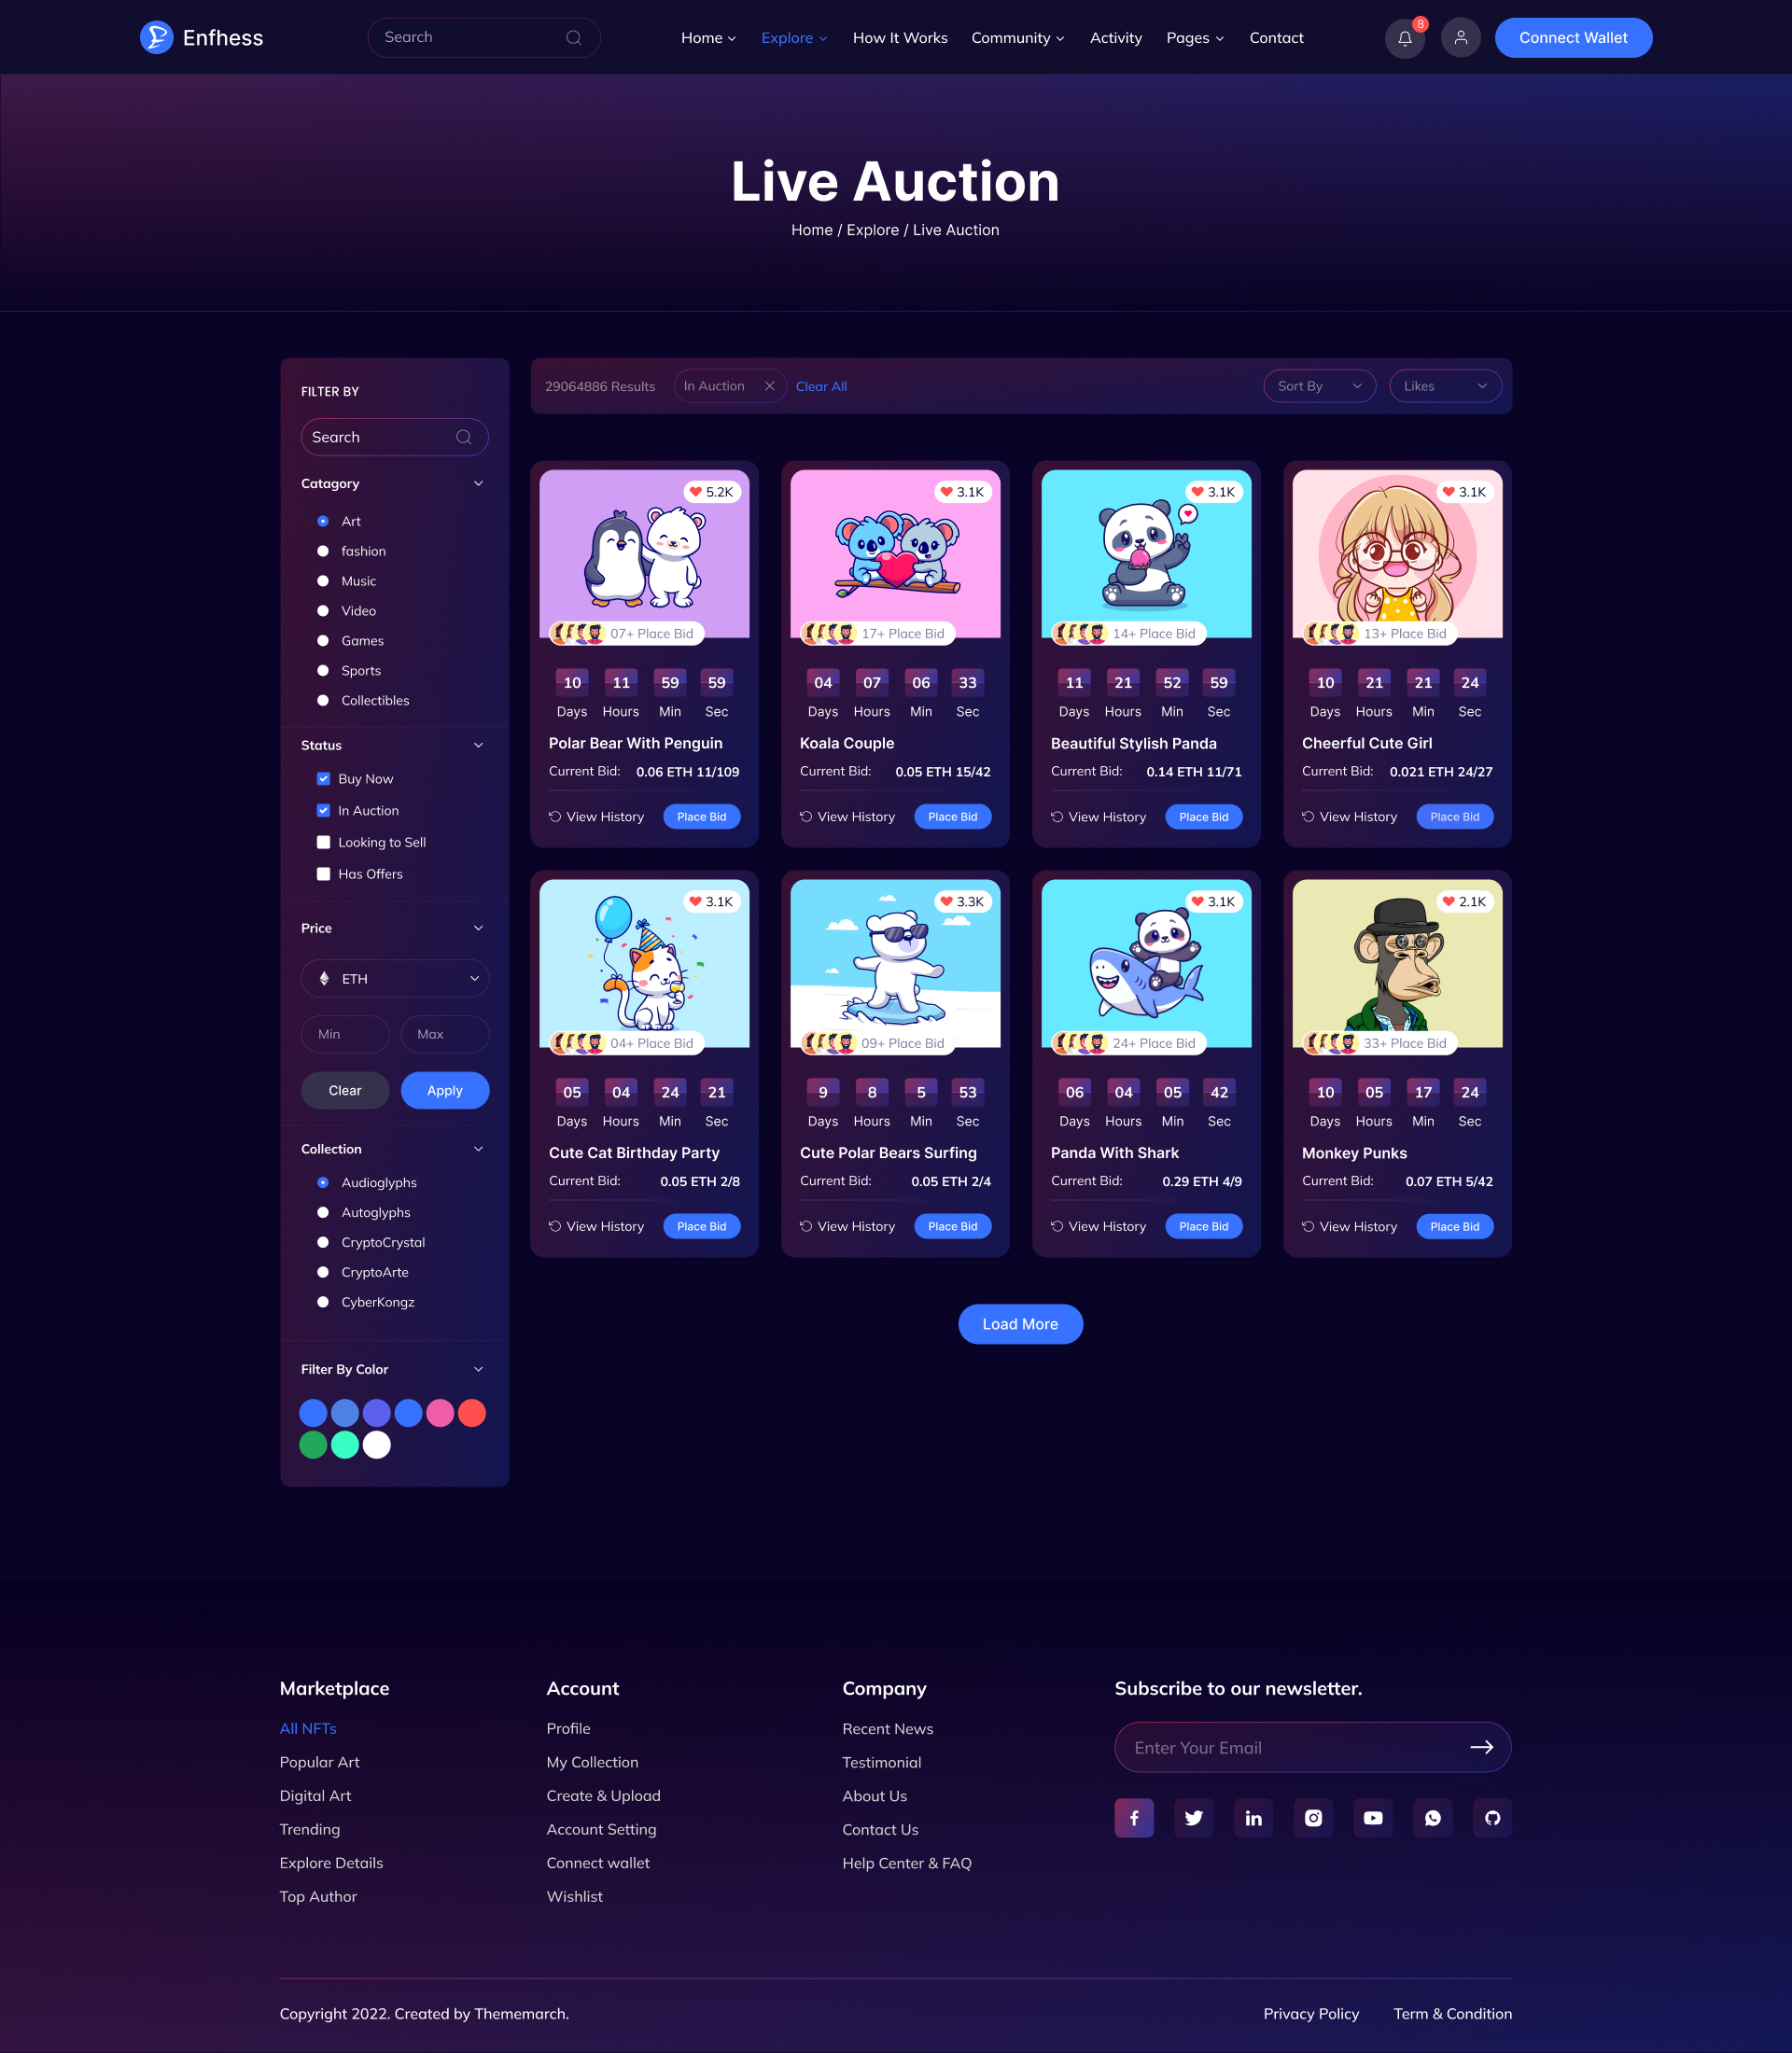 Enfhess
Search
Home
Explore
How It Works
Community
Activity
Pages
Contact
8
Connect Wallet
Live Auction
Home / Explore / Live Auction
FILTER BY
Search
Catagory
Art
fashion
Music
Video
Games
Sports
Collectibles
Status
Buy Now
In Auction
Looking to Sell
Has Offers
Price
ETH
Min Max
Clear Apply
Collection
Audioglyphs
Autoglyphs
CryptoCrystal
CryptoArte
CyberKongz
Filter By Color
29064886 Results In Auction Clear All Sort By Likes
5.2K
07+ Place Bid
10 11 59 59
Days Hours Min Sec
Polar Bear With Penguin
Current Bid: 0.06 ETH 11/109
View History Place Bid
3.1K
17+ Place Bid
04 07 06 33
Days Hours Min Sec
Koala Couple
Current Bid: 0.05 ETH 15/42
View History Place Bid
3.1K
14+ Place Bid
11 21 52 59
Days Hours Min Sec
Beautiful Stylish Panda
Current Bid: 0.14 ETH 11/71
View History Place Bid
3.1K
13+ Place Bid
10 21 21 24
Days Hours Min Sec
Cheerful Cute Girl
Current Bid: 0.021 ETH 24/27
View History Place Bid
3.1K
04+ Place Bid
05 04 24 21
Days Hours Min Sec
Cute Cat Birthday Party
Current Bid: 0.05 ETH 2/8
View History Place Bid
3.3K
09+ Place Bid
9 8 5 53
Days Hours Min Sec
Cute Polar Bears Surfing
Current Bid: 0.05 ETH 2/4
View History Place Bid
3.1K
24+ Place Bid
06 04 05 42
Days Hours Min Sec
Panda With Shark
Current Bid: 0.29 ETH 4/9
View History Place Bid
2.1K
33+ Place Bid
10 05 17 24
Days Hours Min Sec
Monkey Punks
Current Bid: 0.07 ETH 5/42
View History Place Bid
Load More
Marketplace
All NFTs
Popular Art
Digital Art
Trending
Explore Details
Top Author
Account
Profile
My Collection
Create & Upload
Account Setting
Connect wallet
Wishlist
Company
Recent News
Testimonial
About Us
Contact Us
Help Center & FAQ
Subscribe to our newsletter.
Enter Your Email
Copyright 2022. Created by Thememarch.
Privacy Policy Term & Condition